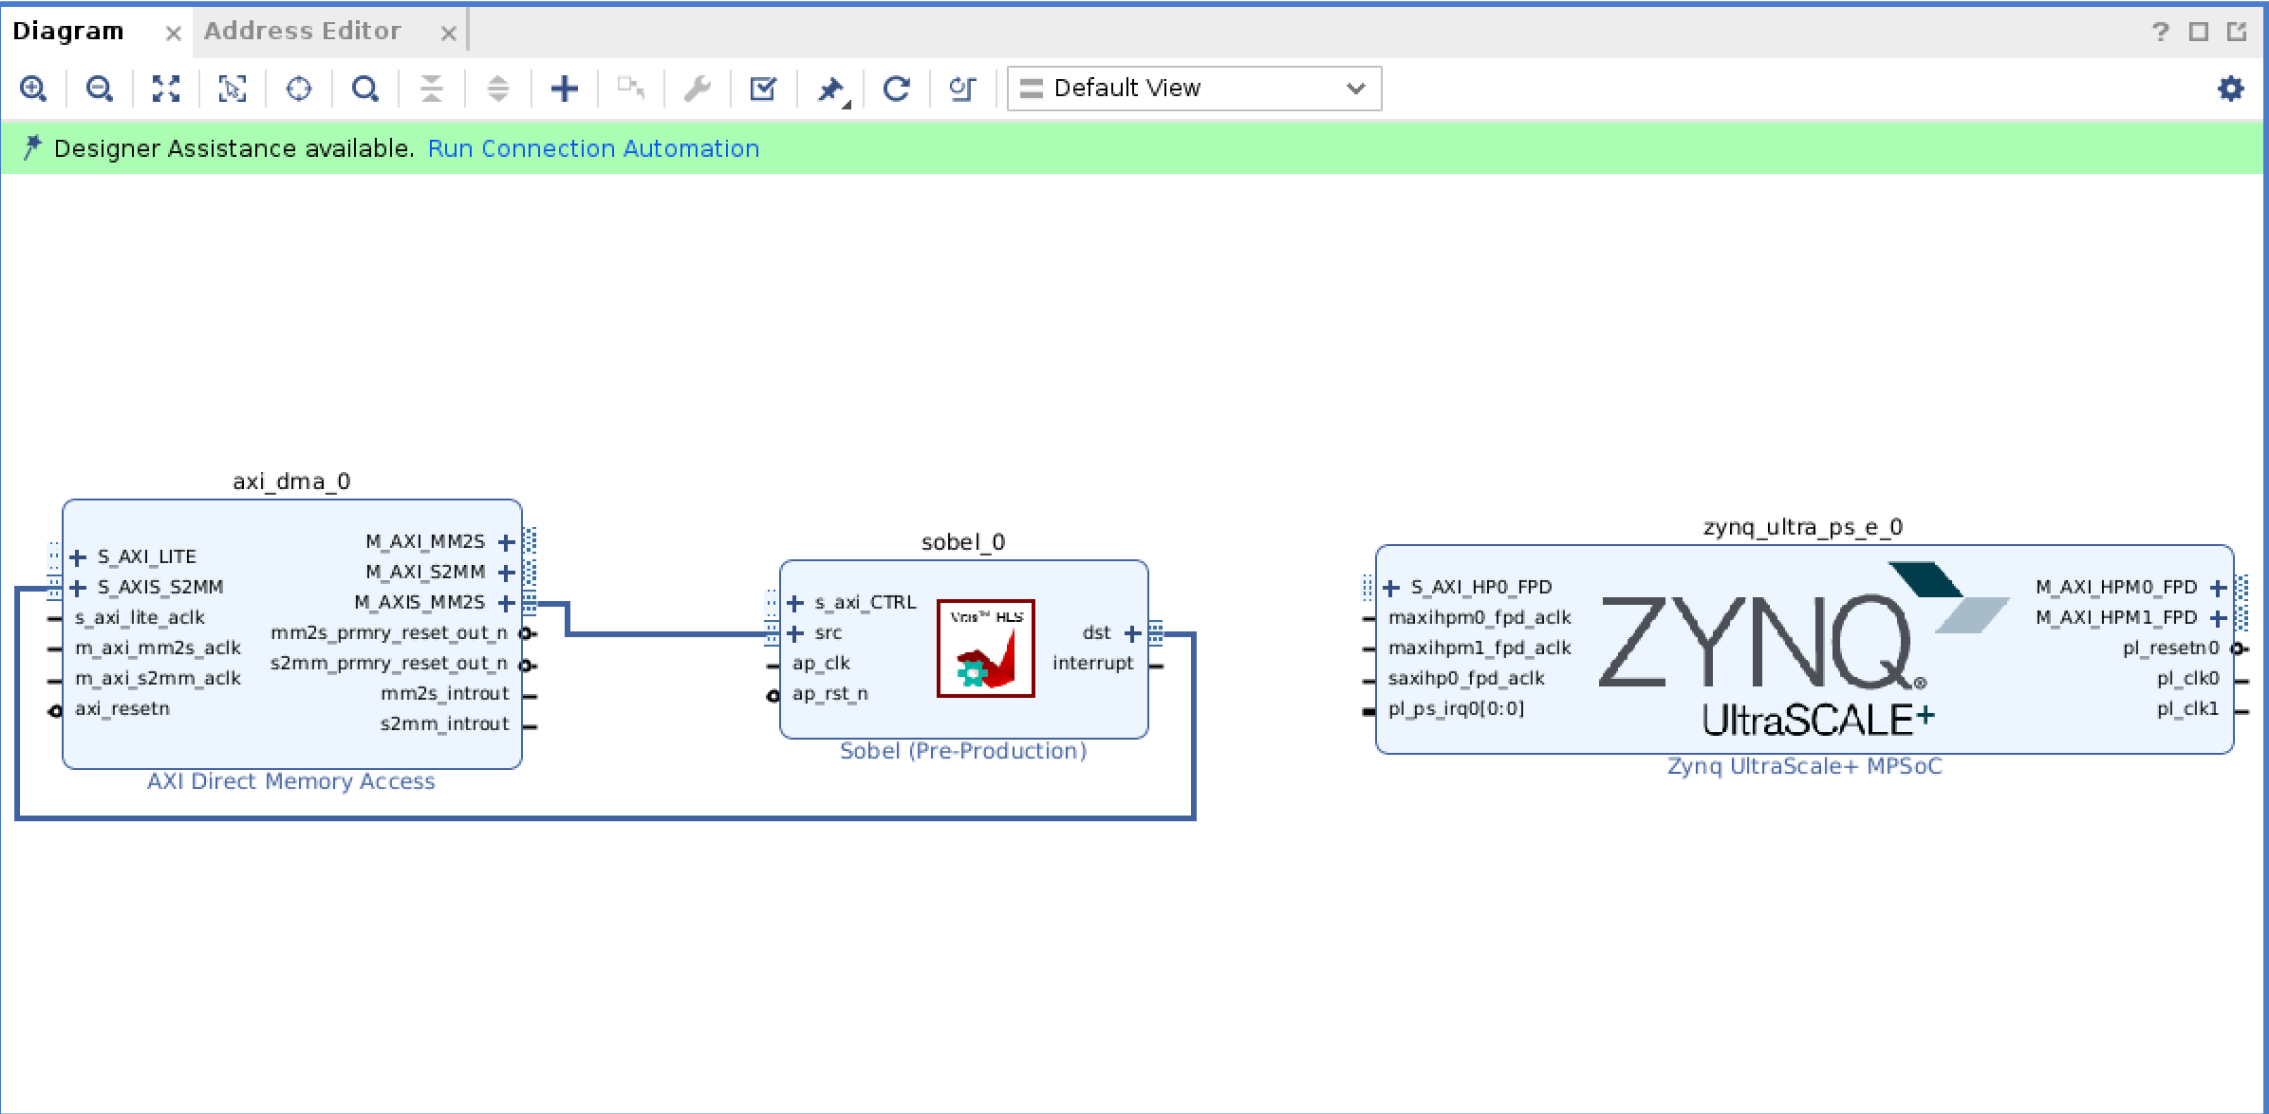 Diagram × Address Editor ×
Default View
Designer Assistance available. Run Connection Automation
axi_dma_0
S_AXI_LITE
S_AXIS_S2MM
s_axi_lite_aclk
m_axi_mm2s_aclk
m_axi_s2mm_aclk
axi_resetn
M_AXI_MM2S
M_AXI_S2MM
M_AXIS_MM2S
mm2s_prmry_reset_out_n
s2mm_prmry_reset_out_n
mm2s_introut
s2mm_introut
AXI Direct Memory Access
sobel_0
s_axi_CTRL
src
ap_clk
ap_rst_n
Vitis™ HLS
dst
interrupt
Sobel (Pre-Production)
zynq_ultra_ps_e_0
S_AXI_HP0_FPD
maxihpm0_fpd_aclk
maxihpm1_fpd_aclk
saxihp0_fpd_aclk
pl_ps_irq0[0:0]
ZYNQ®
UltraSCALE+
M_AXI_HPM0_FPD
M_AXI_HPM1_FPD
pl_resetn0
pl_clk0
pl_clk1
Zynq UltraScale+ MPSoC